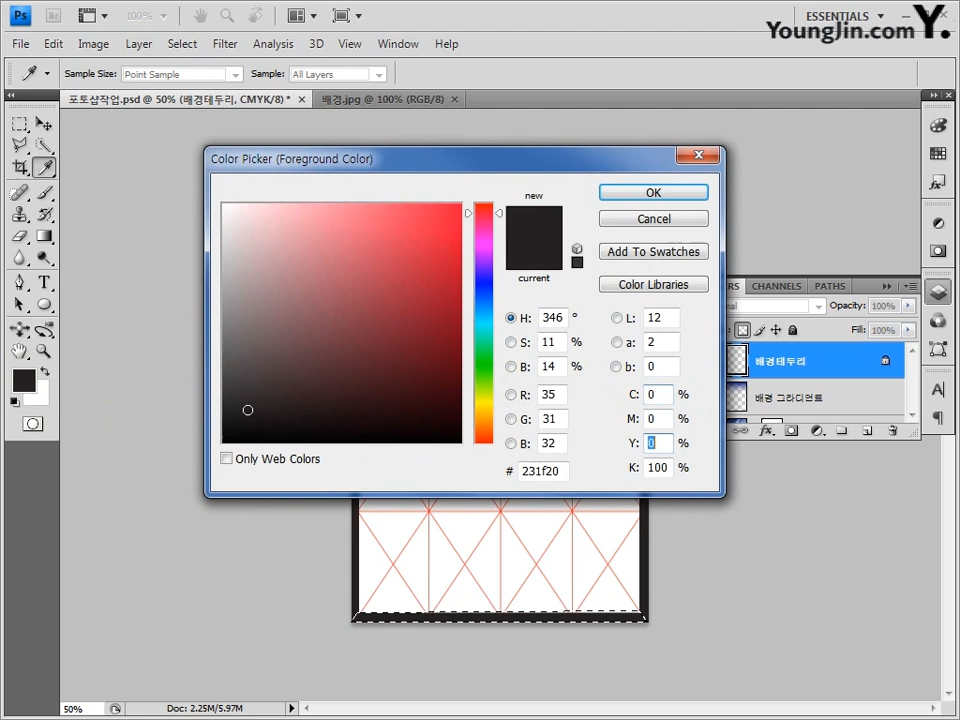 Ps Br 100% ESSENTIALS
YoungJin.com Y.
File Edit Image Layer Select Filter Analysis 3D View Window Help
Sample Size: Point Sample Sample: All Layers
포토샵작업.psd @ 50% (배경테두리, CMYK/8) * × 배경.jpg @ 100% (RGB/8) ×
Color Picker (Foreground Color)
new
current
OK
Cancel
Add To Swatches
Color Libraries
H: 346 °
S: 11 %
B: 14 %
R: 35
G: 31
B: 32
# 231f20
L: 12
a: 2
b: 0
C: 0 %
M: 0 %
Y: 0 %
K: 100 %
Only Web Colors
RS CHANNELS PATHS
mal Opacity: 100%
Fill: 100%
배경테두리
배경 그라디언트
fx
T
A
50% Doc: 2.25M/5.97M